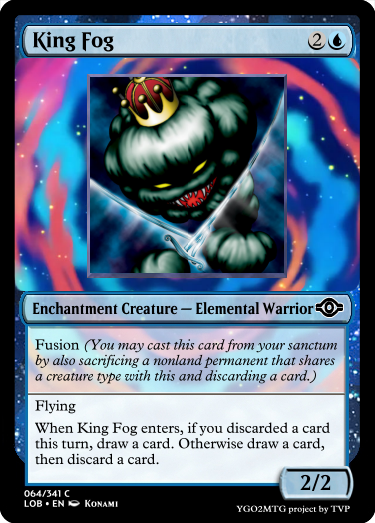 King Fog 2
Enchantment Creature — Elemental Warrior
Fusion (You may cast this card from your sanctum
by also sacrificing a nonland permanent that shares
a creature type with this and discarding a card.)
Flying
When King Fog enters, if you discarded a card
this turn, draw a card. Otherwise draw a card,
then discard a card.
2/2
064/341 C
LOB • EN Konami
YGO2MTG project by TVP